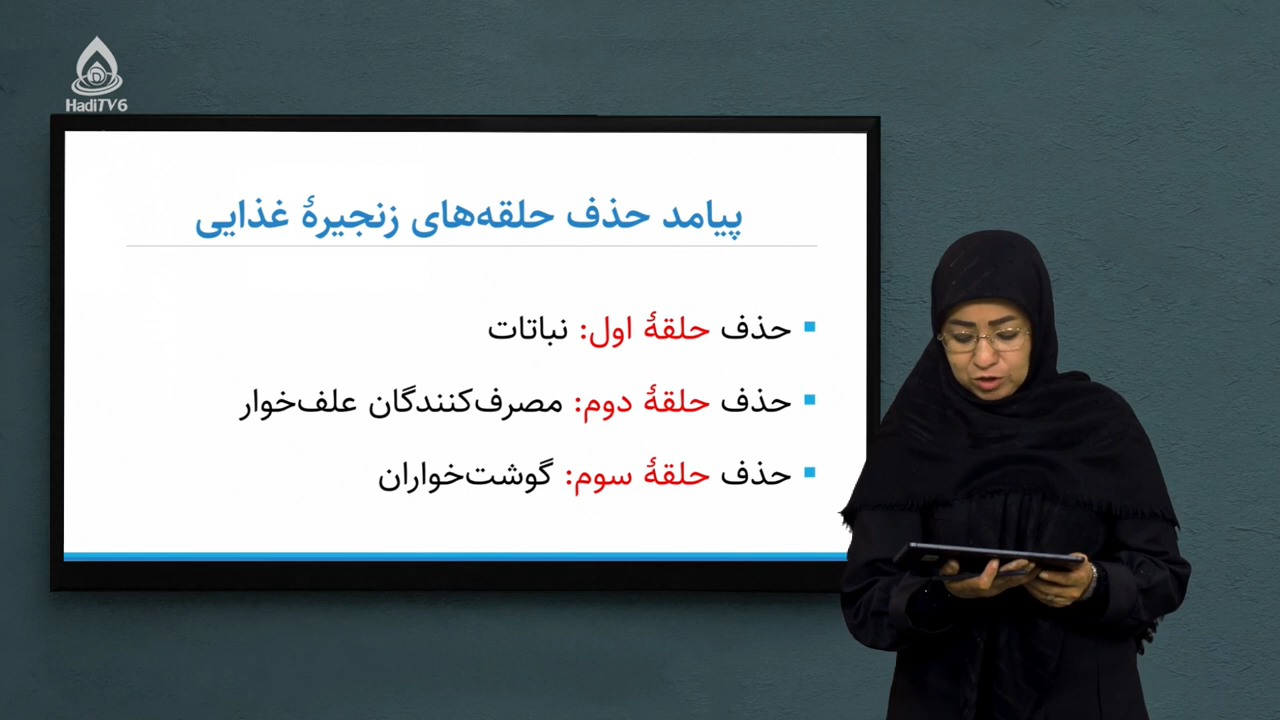 HadiTV6
پیامد حذف حلقه‌های زنجیرهٔ غذایی
حذف حلقهٔ اول: نباتات
حذف حلقهٔ دوم: مصرف‌کنندگان علف‌خوار
حذف حلقهٔ سوم: گوشت‌خواران